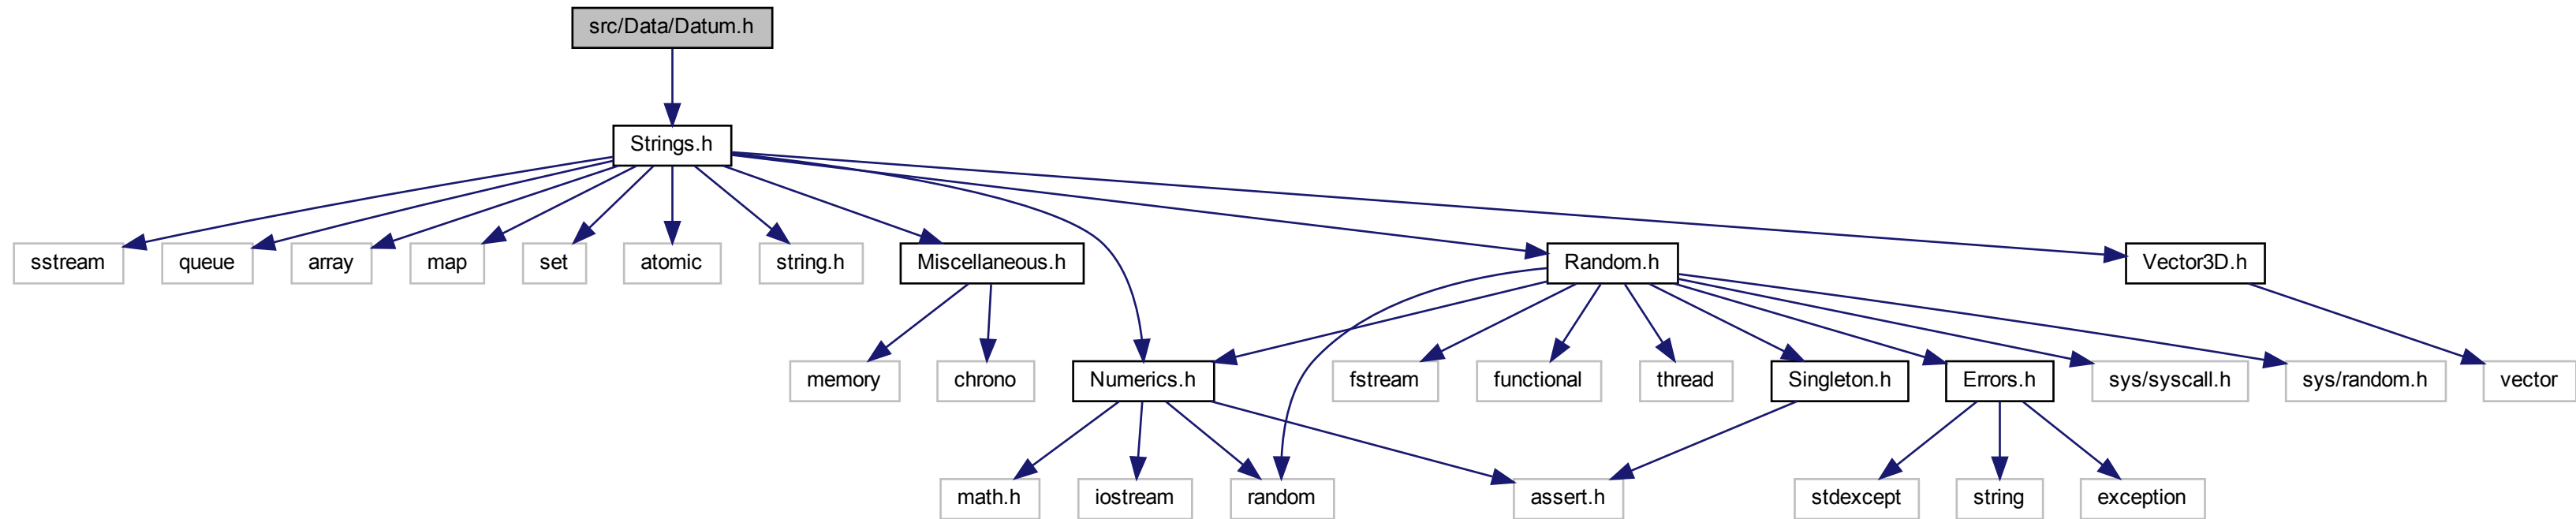 src/Data/Datum.h
Strings.h
sstream
queue
array
map
set
atomic
string.h
Miscellaneous.h
Random.h
Vector3D.h
memory
chrono
Numerics.h
fstream
functional
thread
Singleton.h
Errors.h
sys/syscall.h
sys/random.h
vector
math.h
iostream
random
assert.h
stdexcept
string
exception